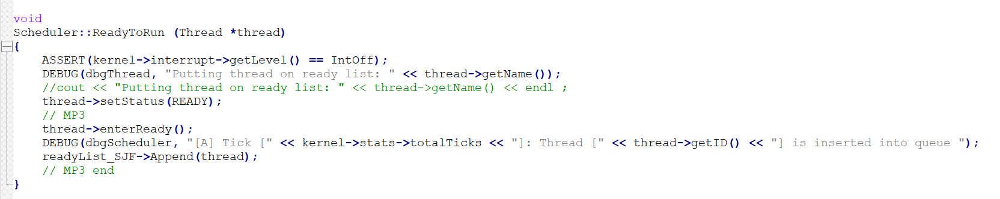 void
Scheduler::ReadyToRun (Thread *thread)
{
    ASSERT(kernel->interrupt->getLevel() == IntOff);
    DEBUG(dbgThread, "Putting thread on ready list: " << thread->getName());
    //cout << "Putting thread on ready list: " << thread->getName() << endl ;
    thread->setStatus(READY);
    // MP3
    thread->enterReady();
    DEBUG(dbgScheduler, "[A] Tick [" << kernel->stats->totalTicks << "]: Thread [" << thread->getID() << "] is inserted into queue ");
    readyList_SJF->Append(thread);
    // MP3 end
}